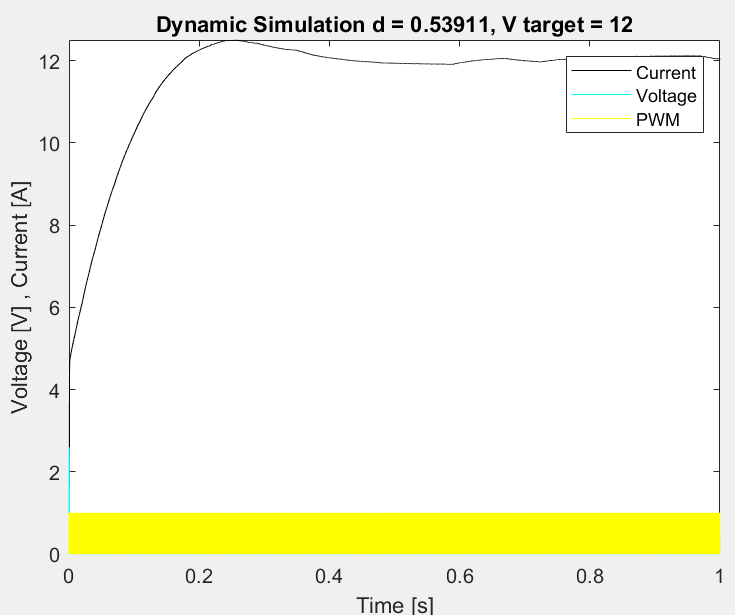 Dynamic Simulation d = 0.53911, V target = 12
12
10
8
6
4
2
0
Voltage [V] , Current [A]
Current
Voltage
PWM
0 0.2 0.4 0.6 0.8 1
Time [s]